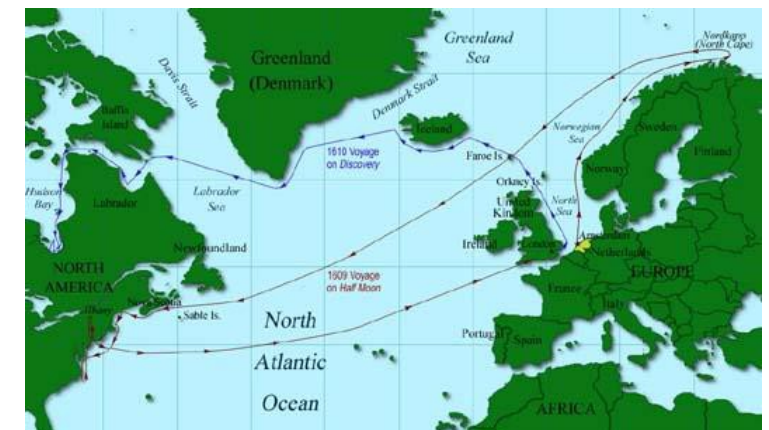 Greenland
Sea
Nordkapp
(North Cape)
Greenland
(Denmark)
Davis Strait
Denmark Strait
Baffin
Island
Iceland
Norwegian
Sea
Sweden
Finland
Norway
1610 Voyage
on Discovery
Faroe Is.
Orkney Is.
Hudson
Bay
Labrador
Labrador
Sea
United
Kingdom
North
Sea
Ireland
London
Amsterdam
Netherlands
Newfoundland
NORTH
AMERICA
EUROPE
1609 Voyage
on Half Moon
France
Nova Scotia
Albany
Sable Is.
Italy
North
Atlantic
Ocean
Portugal
Spain
AFRICA